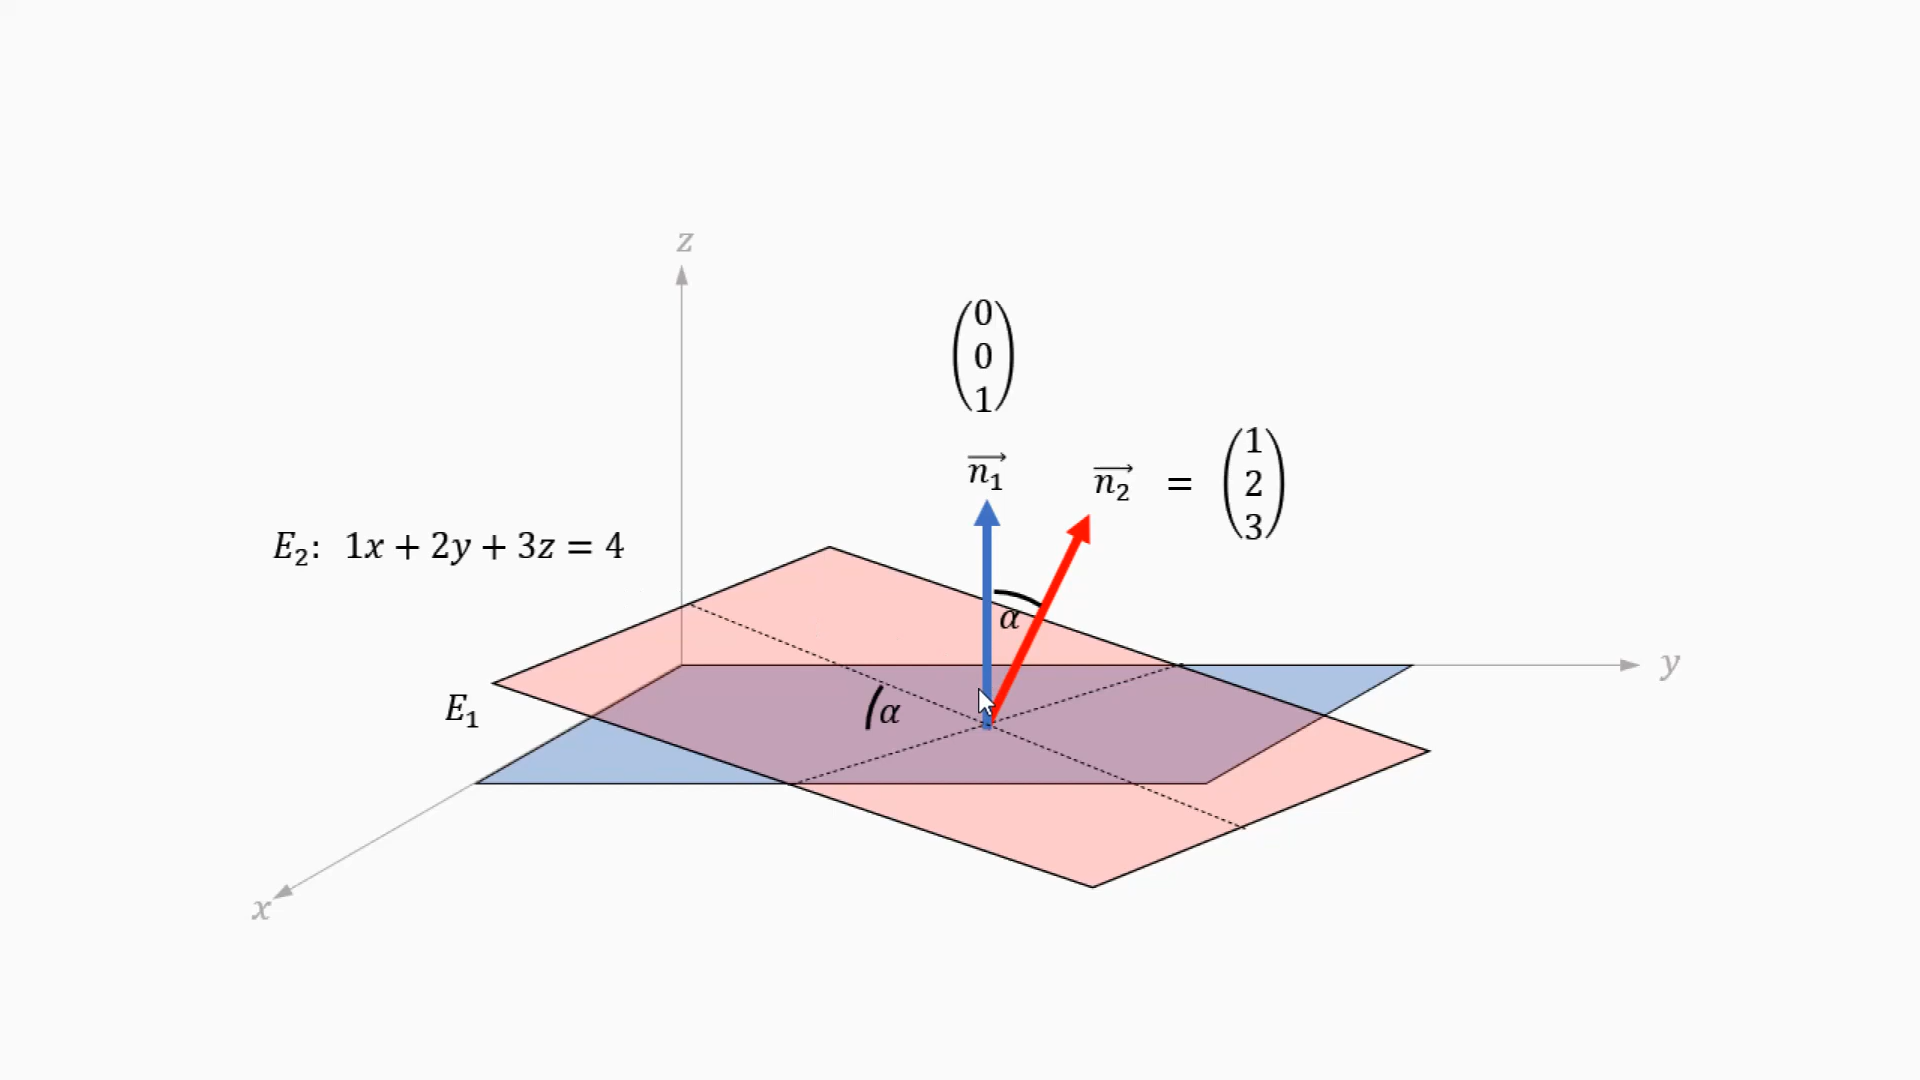 z
(0
0
1)
n₁⃗
n₂⃗ = (1
2
3)
E₂: 1x + 2y + 3z = 4
α
y
E₁
α
x